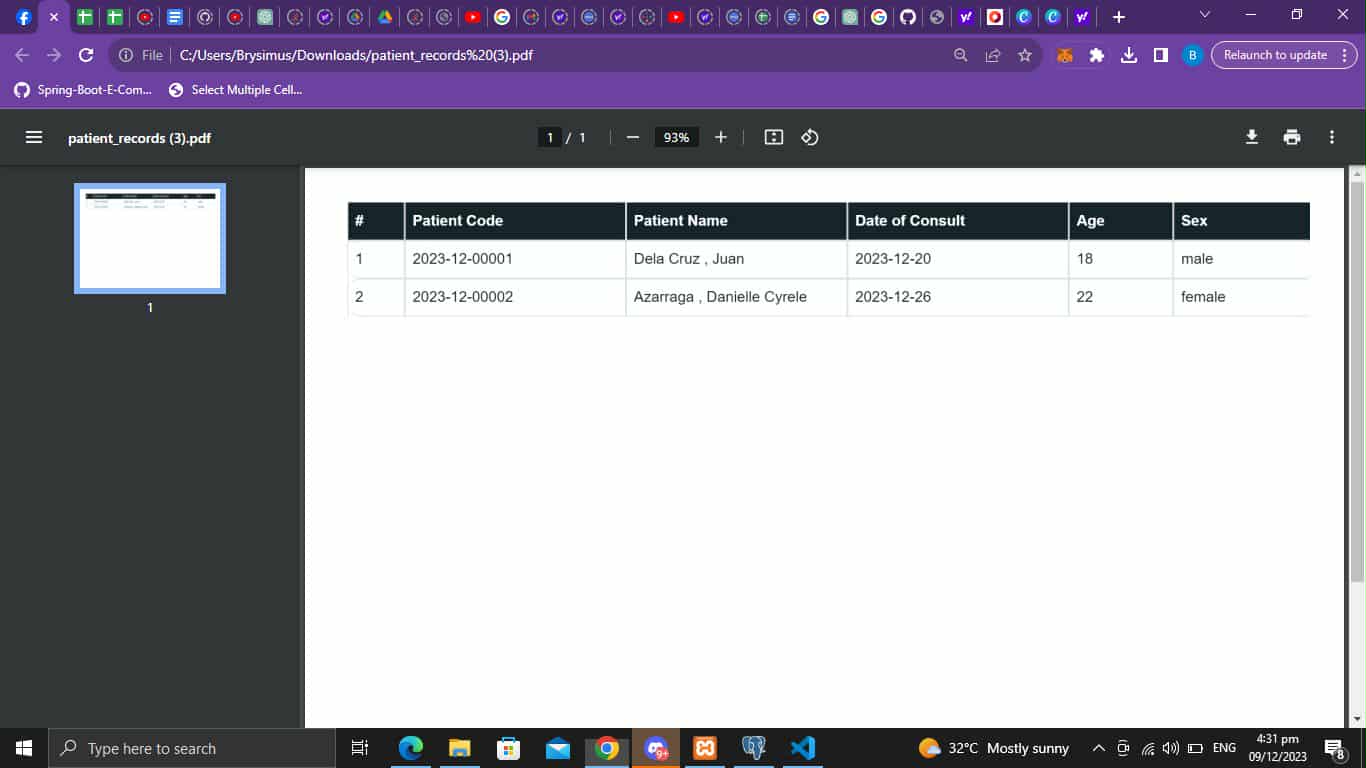 File C:/Users/Brysimus/Downloads/patient_records%20(3).pdf Relaunch to update
Spring-Boot-E-Com... Select Multiple Cell...
patient_records (3).pdf 1 / 1 93%
# Patient Code Patient Name Date of Consult Age Sex
1 2023-12-00001 Dela Cruz , Juan 2023-12-20 18 male
2 2023-12-00002 Azarraga , Danielle Cyrele 2023-12-26 22 female
1
Type here to search 9+ 32°C Mostly sunny ENG 4:31 pm
09/12/2023 8